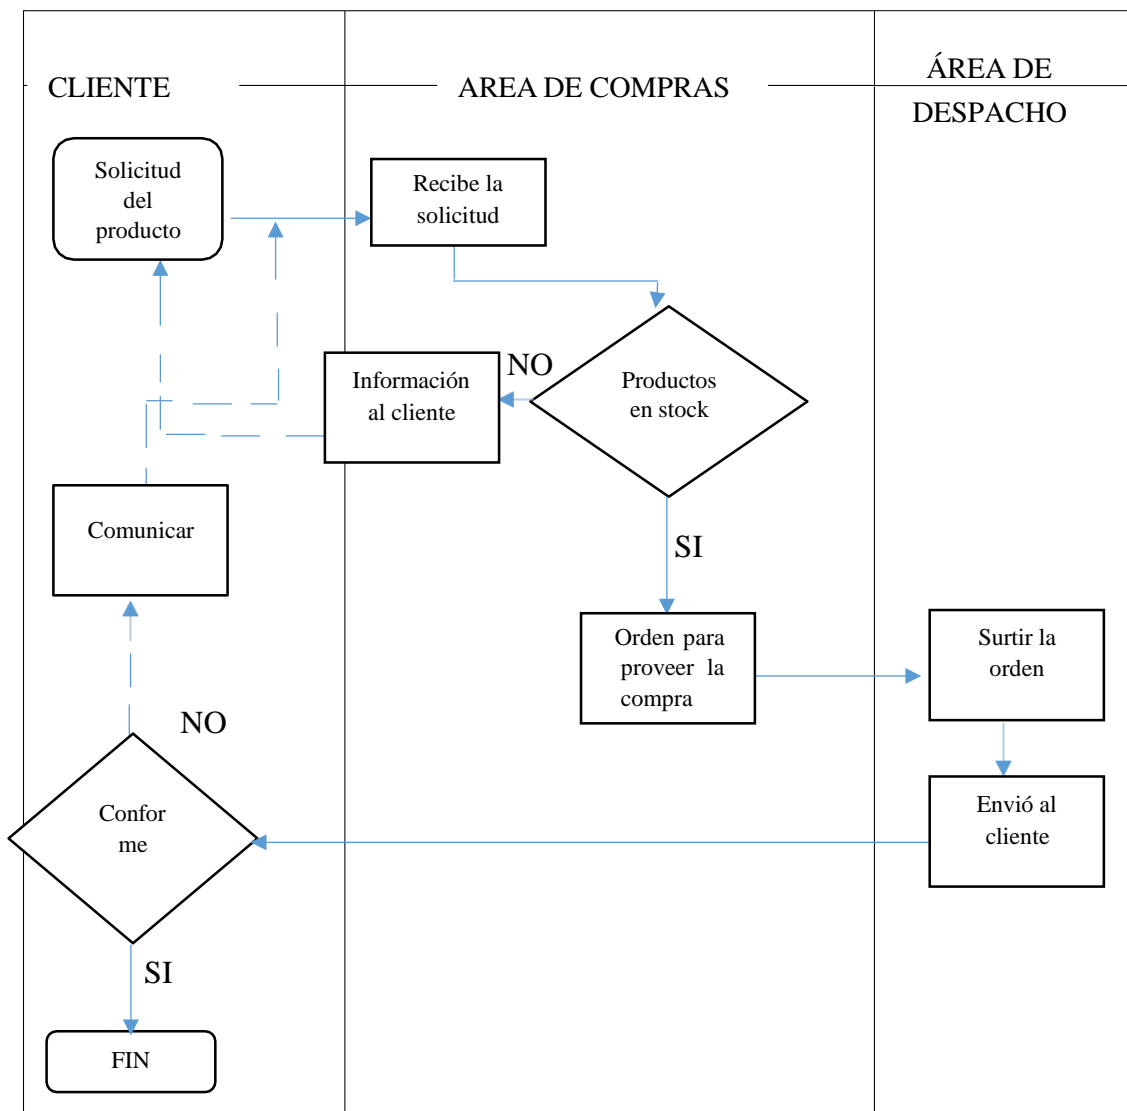 CLIENTE
AREA DE COMPRAS
ÁREA DE
DESPACHO
Solicitud
del
producto
Recibe la
solicitud
Productos
en stock
NO
Información
al cliente
Comunicar
SI
Orden para
proveer la
compra
Surtir la
orden
Envió al
cliente
NO
Confor
me
SI
FIN